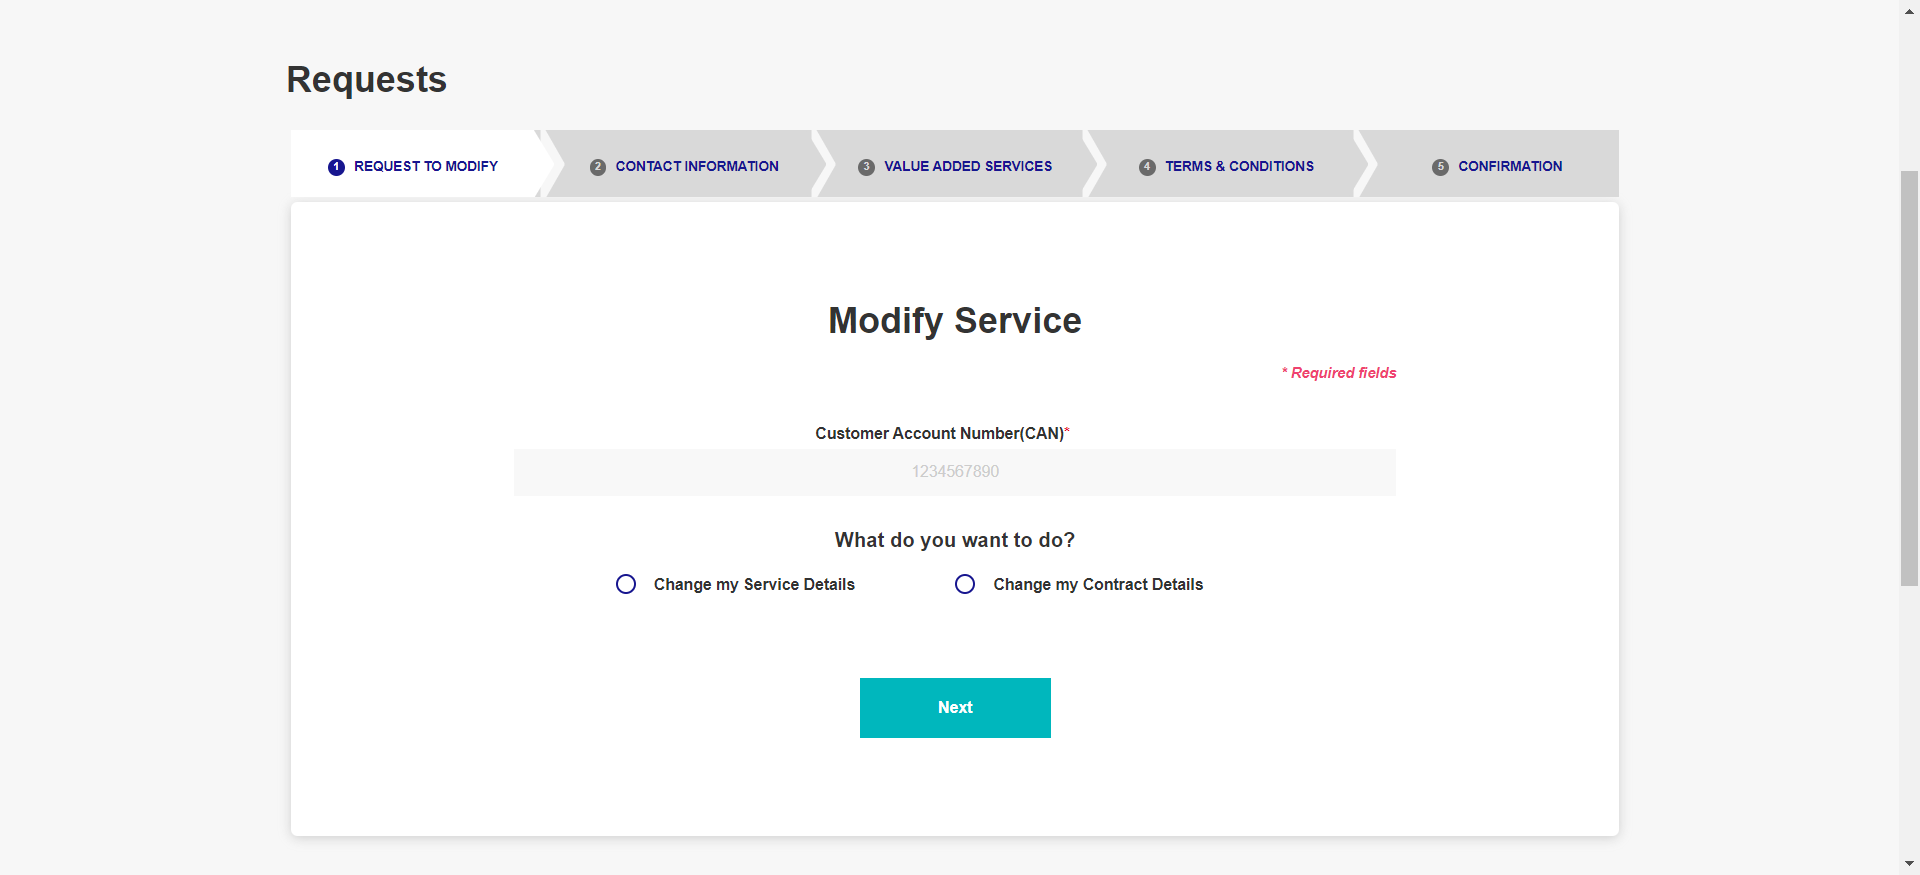 Requests
1 REQUEST TO MODIFY
2 CONTACT INFORMATION
3 VALUE ADDED SERVICES
4 TERMS & CONDITIONS
5 CONFIRMATION
Modify Service
* Required fields
Customer Account Number(CAN)*
1234567890
What do you want to do?
Change my Service Details
Change my Contract Details
Next